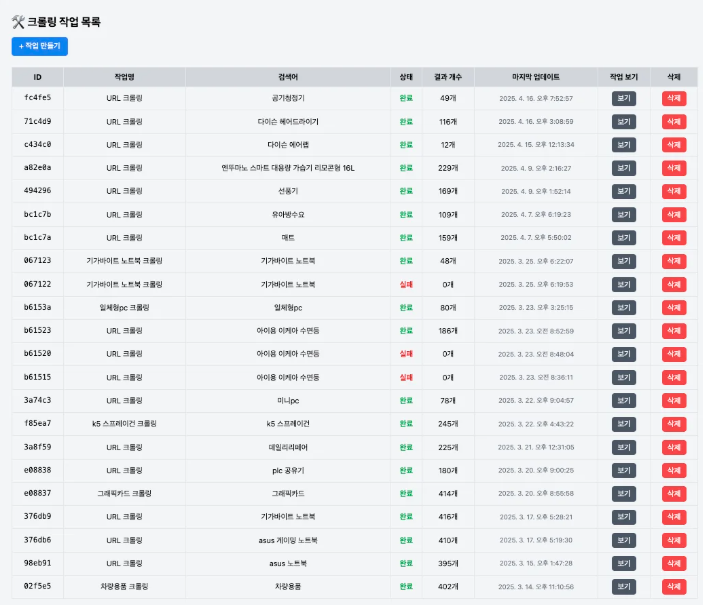 🛠 크롤링 작업 목록
+ 작업 만들기
ID 작업명 검색어 상태 결과 개수 마지막 업데이트 작업 보기 삭제
fc4fe5 URL 크롤링 공기청정기 완료 49개 2025. 4. 16. 오후 7:52:57 보기 삭제
71c4d9 URL 크롤링 다이슨 헤어드라이기 완료 116개 2025. 4. 16. 오후 3:08:59 보기 삭제
c434c0 URL 크롤링 다이슨 에어랩 완료 12개 2025. 4. 15. 오후 12:13:34 보기 삭제
a82e0a URL 크롤링 엔뚜마노 스마트 대용량 가습기 리모콘형 16L 완료 229개 2025. 4. 9. 오후 2:16:27 보기 삭제
494296 URL 크롤링 선풍기 완료 169개 2025. 4. 9. 오후 1:52:14 보기 삭제
bc1c7b URL 크롤링 유아방수요 완료 109개 2025. 4. 7. 오후 6:19:23 보기 삭제
bc1c7a URL 크롤링 매트 완료 159개 2025. 4. 7. 오후 5:50:02 보기 삭제
067123 기가바이트 노트북 크롤링 기가바이트 노트북 완료 48개 2025. 3. 25. 오후 6:22:07 보기 삭제
067122 기가바이트 노트북 크롤링 기가바이트 노트북 실패 0개 2025. 3. 25. 오후 6:19:53 보기 삭제
b6153a 일체형pc 크롤링 일체형pc 완료 80개 2025. 3. 23. 오후 3:25:15 보기 삭제
b61523 URL 크롤링 아이용 이케아 수면등 완료 186개 2025. 3. 23. 오전 8:52:59 보기 삭제
b61520 URL 크롤링 아이용 이케아 수면등 실패 0개 2025. 3. 23. 오전 8:48:04 보기 삭제
b61515 URL 크롤링 아이용 이케아 수면등 실패 0개 2025. 3. 23. 오전 8:36:11 보기 삭제
3a74c3 URL 크롤링 미니pc 완료 78개 2025. 3. 22. 오후 9:04:57 보기 삭제
f85ea7 k5 스프레이건 크롤링 k5 스프레이건 완료 245개 2025. 3. 22. 오후 4:43:22 보기 삭제
3a8f59 URL 크롤링 데일리리페어 완료 225개 2025. 3. 21. 오후 12:31:05 보기 삭제
e08838 URL 크롤링 plc 공유기 완료 180개 2025. 3. 20. 오후 9:00:25 보기 삭제
e08837 그래픽카드 크롤링 그래픽카드 완료 414개 2025. 3. 20. 오후 8:55:58 보기 삭제
376db9 URL 크롤링 기가바이트 노트북 완료 416개 2025. 3. 17. 오후 5:28:21 보기 삭제
376db6 URL 크롤링 asus 게이밍 노트북 완료 410개 2025. 3. 17. 오후 5:19:30 보기 삭제
98eb91 URL 크롤링 asus 노트북 완료 395개 2025. 3. 15. 오후 1:47:28 보기 삭제
02f5e5 차량용품 크롤링 차량용품 완료 402개 2025. 3. 14. 오후 11:10:56 보기 삭제